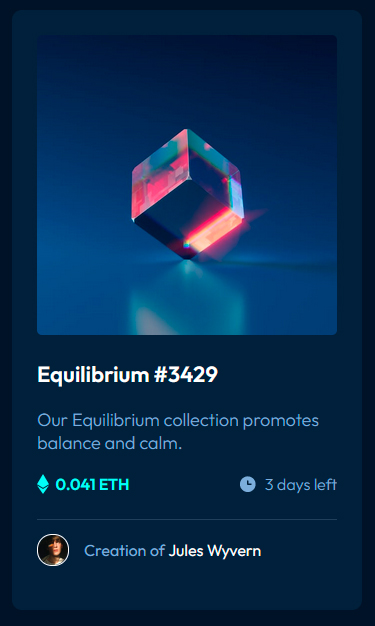 Equilibrium #3429
Our Equilibrium collection promotes
balance and calm.
0.041 ETH
3 days left
Creation of Jules Wyvern